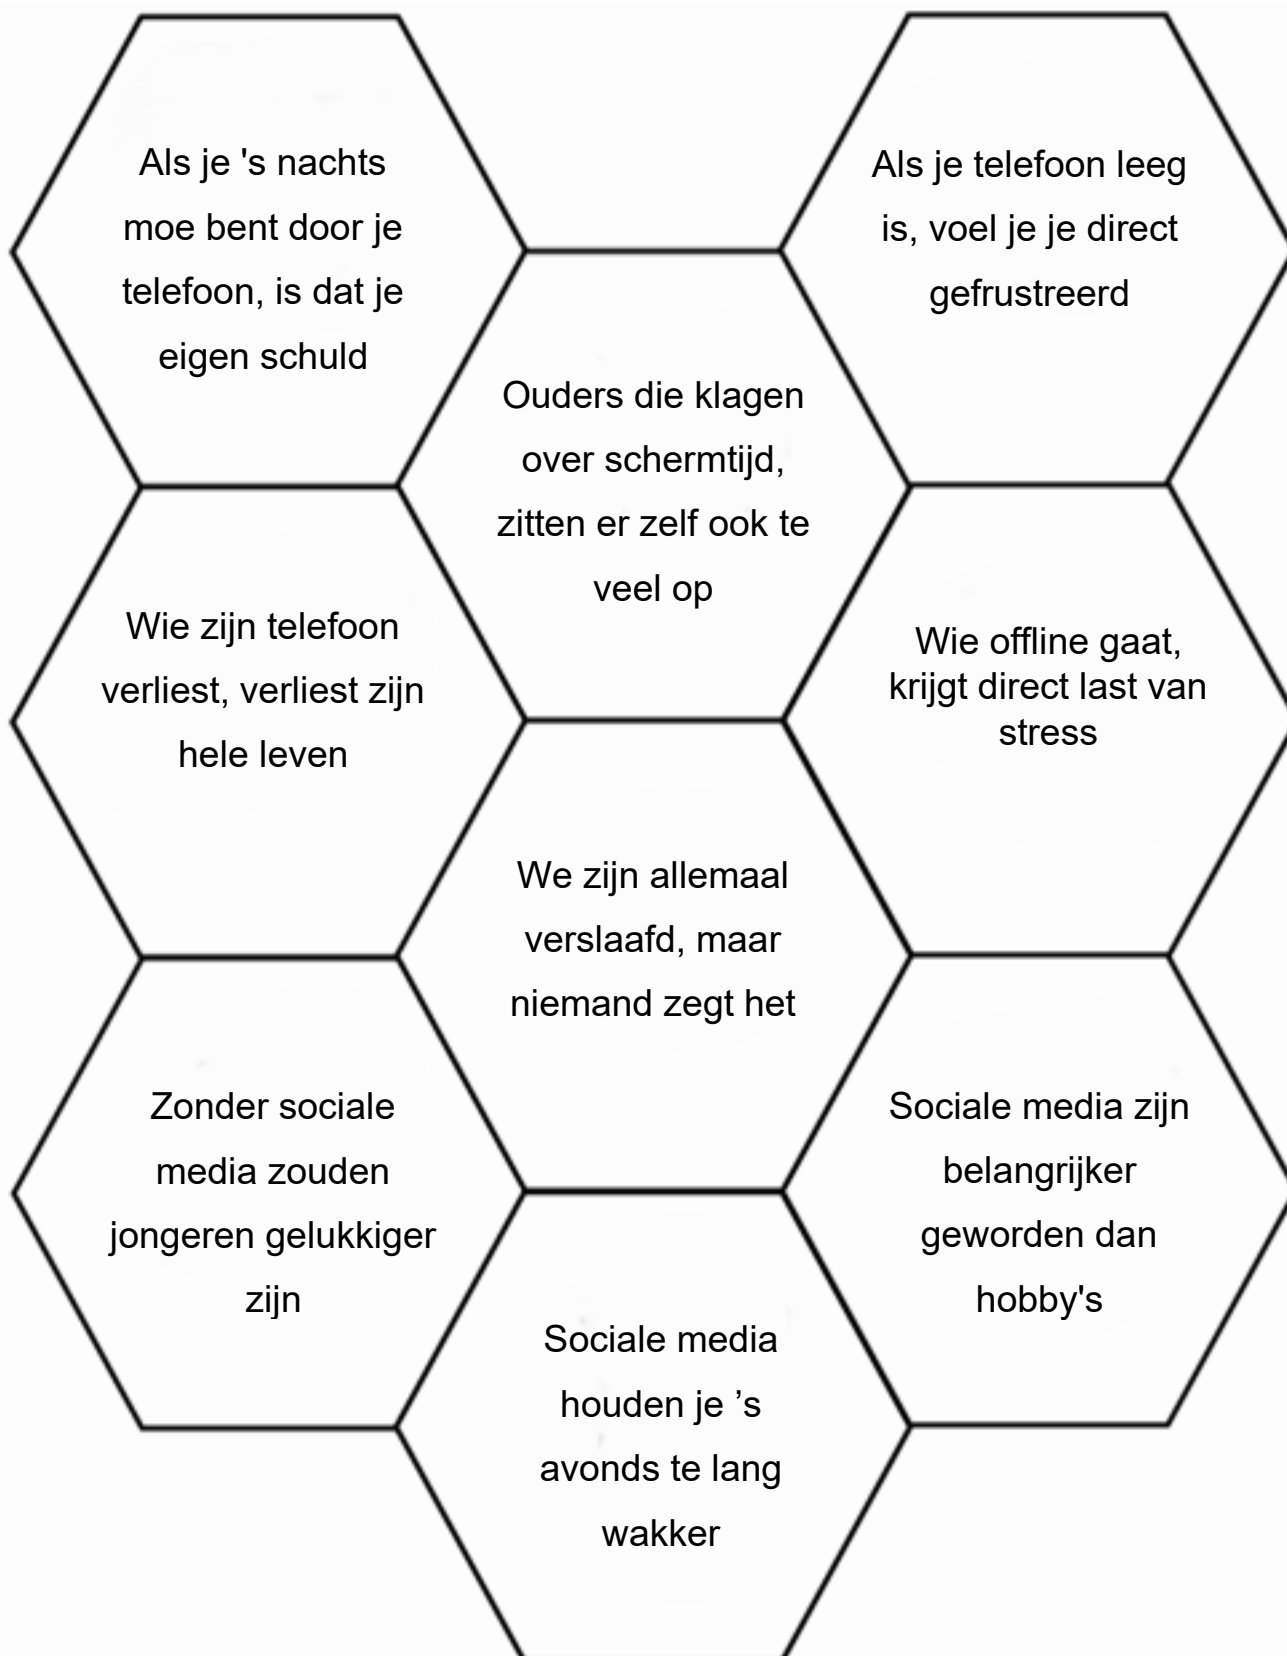 Als je 's nachts
moe bent door je
telefoon, is dat je
eigen schuld
Als je telefoon leeg
is, voel je je direct
gefrustreerd
Ouders die klagen
over schermtijd,
zitten er zelf ook te
veel op
Wie zijn telefoon
verliest, verliest zijn
hele leven
Wie offline gaat,
krijgt direct last van
stress
We zijn allemaal
verslaafd, maar
niemand zegt het
Zonder sociale
media zouden
jongeren gelukkiger
zijn
Sociale media zijn
belangrijker
geworden dan
hobby's
Sociale media
houden je ’s
avonds te lang
wakker